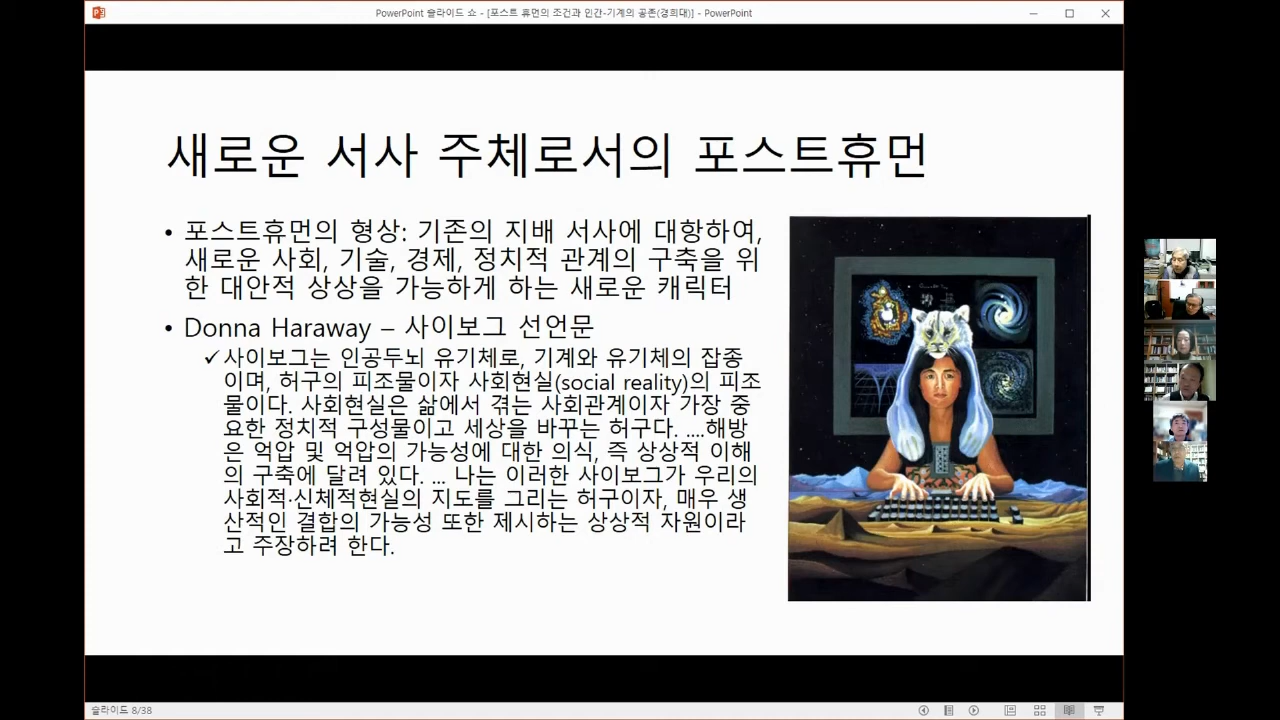 PowerPoint 슬라이드 쇼 - [포스트 휴먼의 조건과 인간-기계의 공존(경희대)] - PowerPoint
새로운 서사 주체로서의 포스트휴먼
• 포스트휴먼의 형상: 기존의 지배 서사에 대항하여,
새로운 사회, 기술, 경제, 정치적 관계의 구축을 위
한 대안적 상상을 가능하게 하는 새로운 캐릭터
• Donna Haraway – 사이보그 선언문
✓사이보그는 인공두뇌 유기체로, 기계와 유기체의 잡종
이며, 허구의 피조물이자 사회현실(social reality)의 피조
물이다. 사회현실은 삶에서 겪는 사회관계이자 가장 중
요한 정치적 구성물이고 세상을 바꾸는 허구다. ....해방
은 억압 및 억압의 가능성에 대한 의식, 즉 상상적 이해
의 구축에 달려 있다. ... 나는 이러한 사이보그가 우리의
사회적·신체적현실의 지도를 그리는 허구이자, 매우 생
산적인 결합의 가능성 또한 제시하는 상상적 자원이라
고 주장하려 한다.
슬라이드 8/38